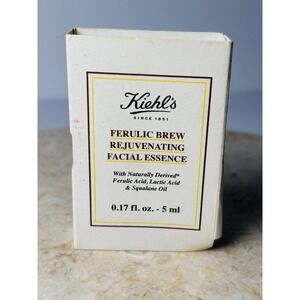 Kiehl's
SINCE 1851
FERULIC BREW
REJUVENATING
FACIAL ESSENCE
With Naturally Derived*
Ferulic Acid, Lactic Acid
& Squalane Oil
0.17 fl. oz. - 5 ml